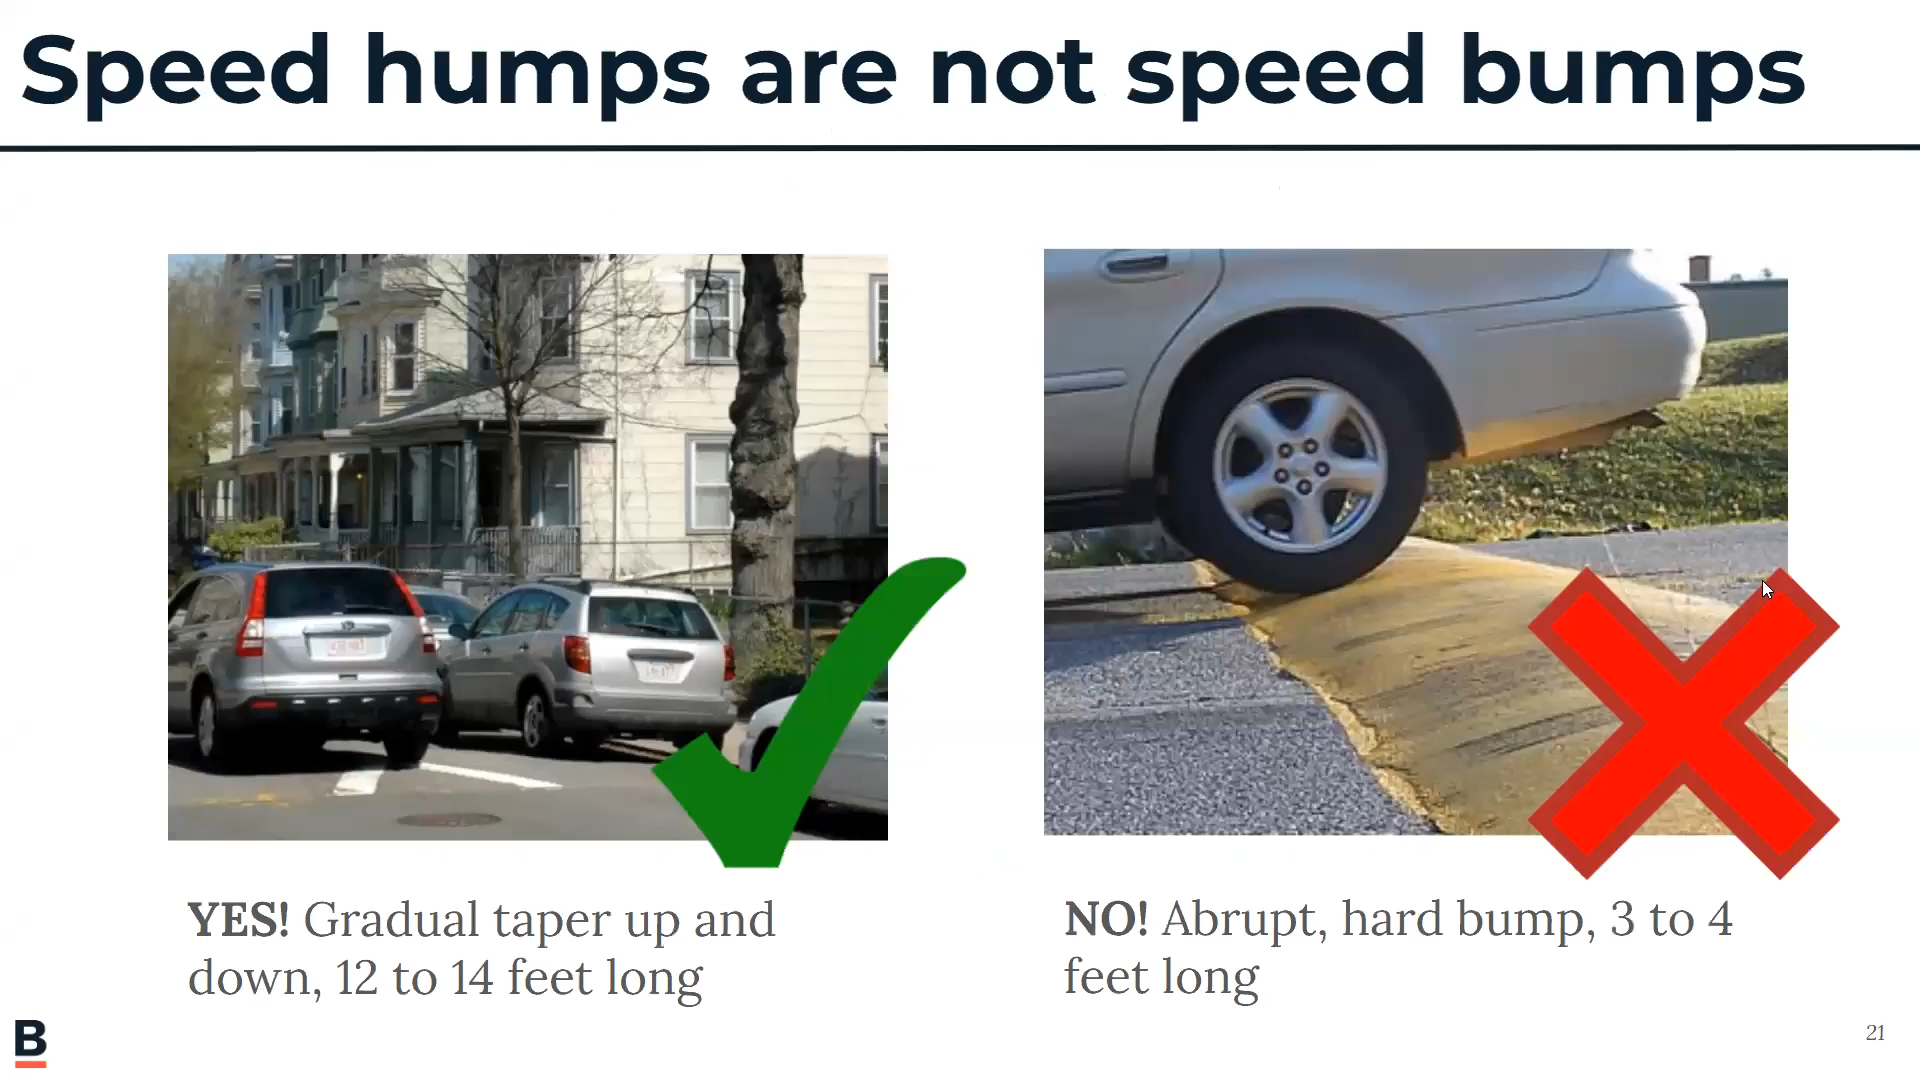 Speed humps are not speed bumps
YES! Gradual taper up and
down, 12 to 14 feet long
NO! Abrupt, hard bump, 3 to 4
feet long
B
21